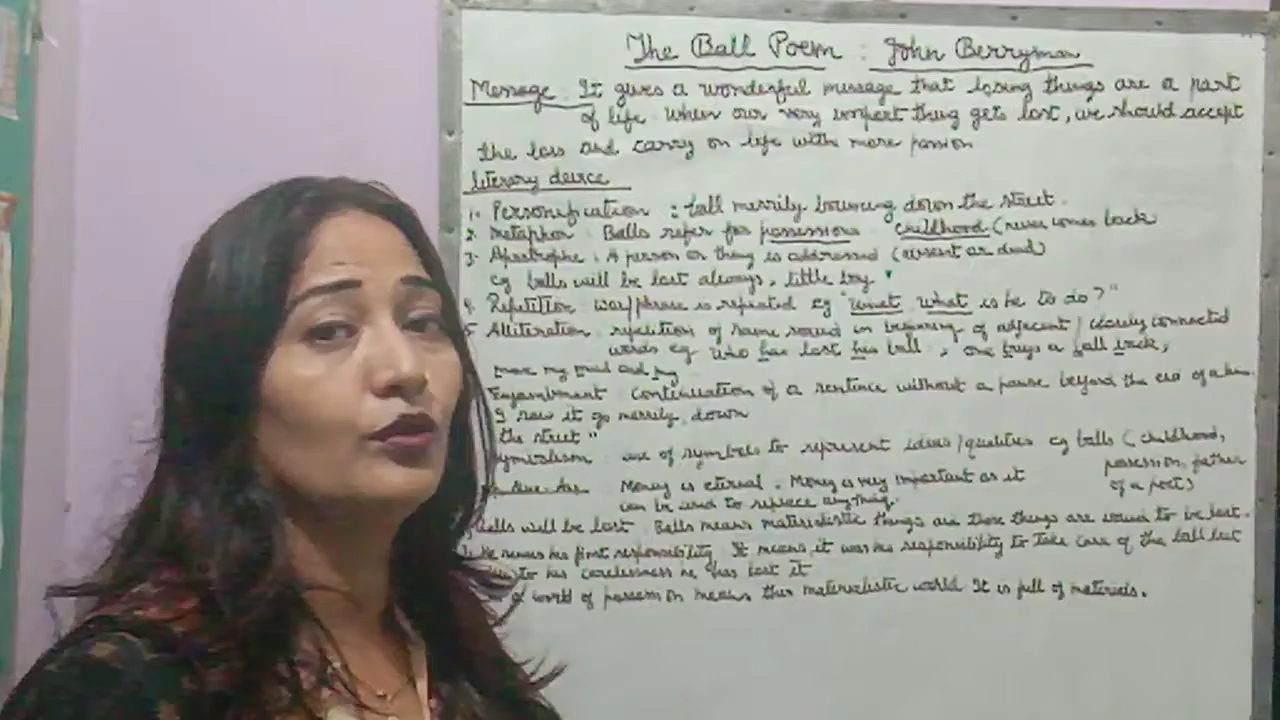 The Ball Poem : John Berryman
Message It gives a wonderful message that losing things are a part
of life when our very import thing gets lost, we should accept
the loss and carry on life with more passion
literary device
1. Personification : ball merrily bouncing down the street.
2. Metaphor Balls refer for possessions childhood (never comes back
3. Apostrophe : A person or thing is addressed (absent or dead)
eg balls will be lost always, little boy
4. Repetition is repeated eg "what what is he to do?"
5. Alliteration repetition of same sound in beginning of adjacent / closely connected
words eg who has lost his ball , one buys a ball back,
move my mind and my
Enjambment Continuation of a sentence without a pause beyond the end of a line
I saw it go merrily down
the street"
use of symbols to represent ideas/qualities eg balls (childhood,
possession, father
of a poet)
Money is eternal . Money is very important as it
can be used to replace anything.
Balls will be lost Balls means materialistic things and those things are to be lost.
He senses his first responsibility. It means it was his responsibility to take care of the ball but
to his carelessness he has lost it
a world of possession means this materialistic world It is full of materials.